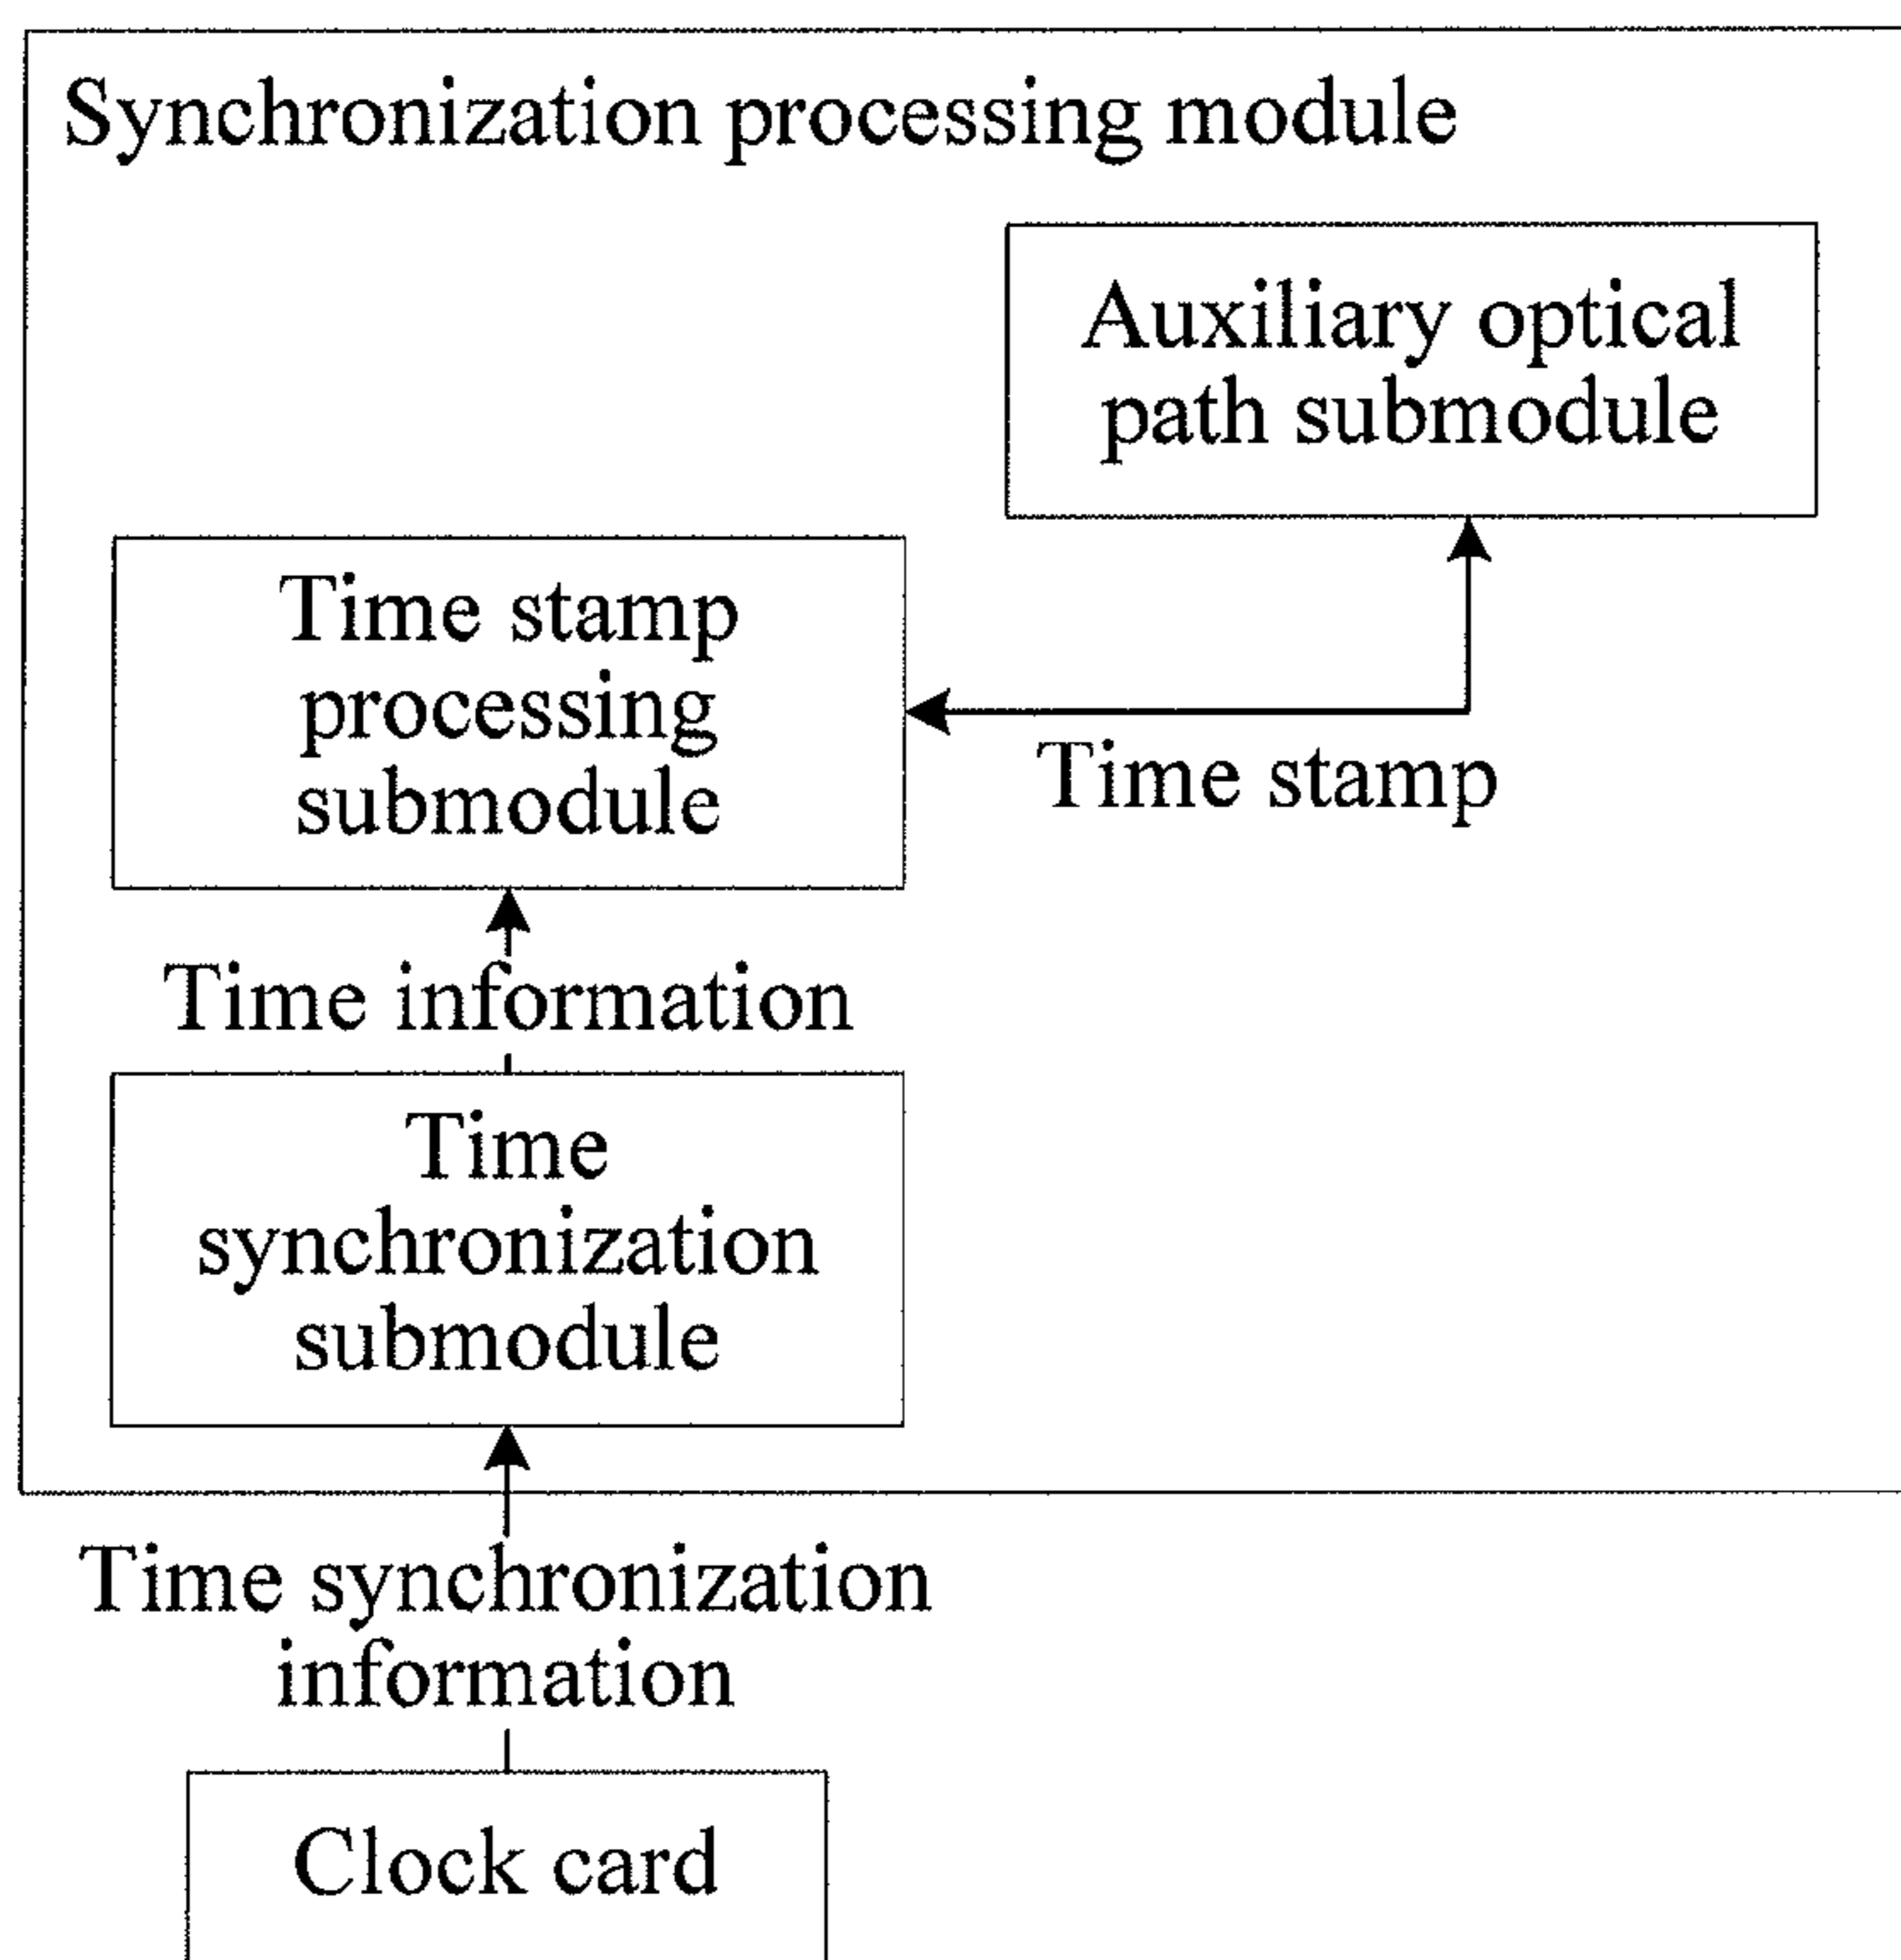 Synchronization processing module
Auxiliary optical
path submodule
Time stamp
processing
submodule
Time stamp
Time information
Time
synchronization
submodule
Time synchronization
information
Clock card